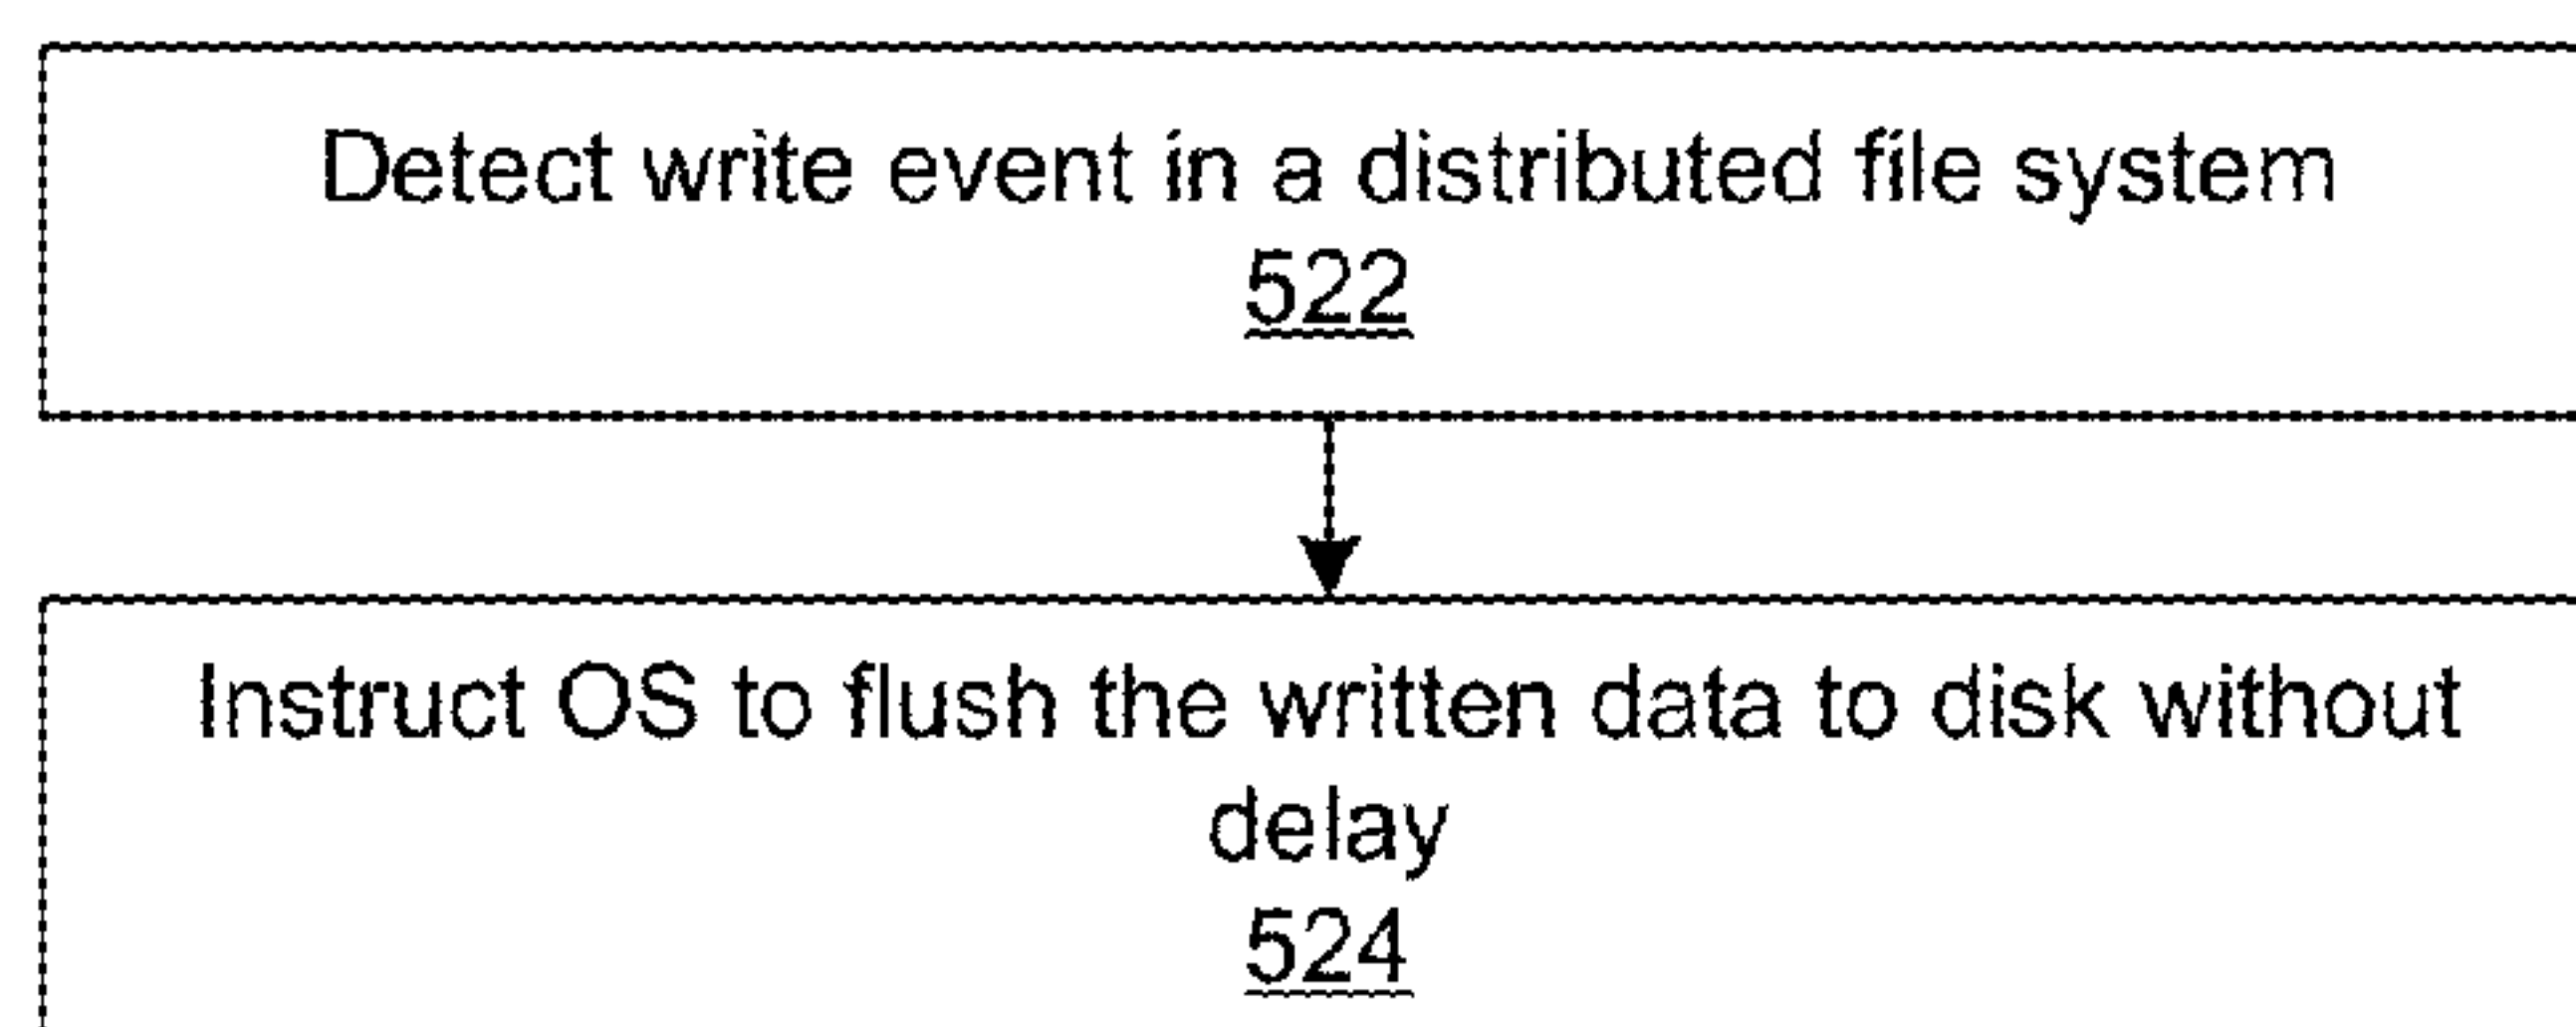 Detect write event in a distributed file system
522
Instruct OS to flush the written data to disk without
delay
524